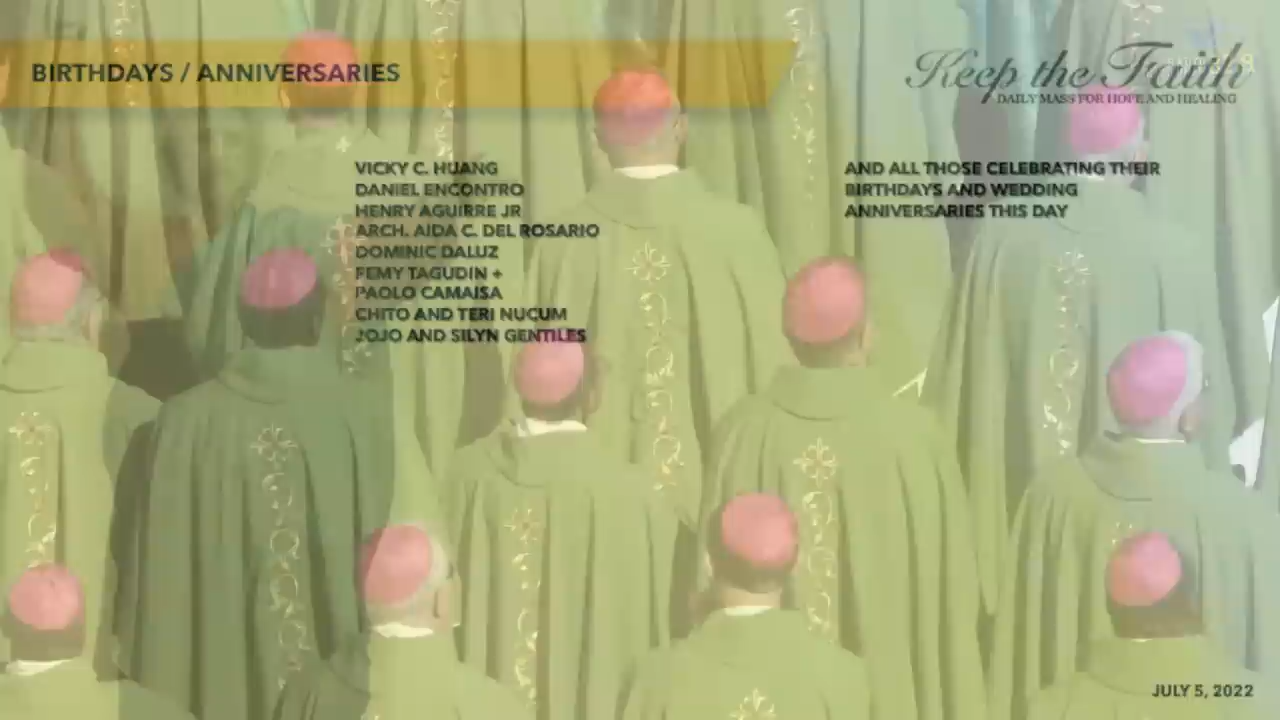 BIRTHDAYS / ANNIVERSARIES
Keep the Faith
DAILY MASS FOR HOPE AND HEALING
VICKY C. HUANG
DANIEL ENCONTRO
HENRY AGUIRRE JR
ARCH. AIDA C. DEL ROSARIO
DOMINIC DALUZ
FEMY TAGUDIN +
PAOLO CAMAISA
CHITO AND TERI NUCUM
JOJO AND SILYN GENTILES
AND ALL THOSE CELEBRATING THEIR
BIRTHDAYS AND WEDDING
ANNIVERSARIES THIS DAY
JULY 5, 2022